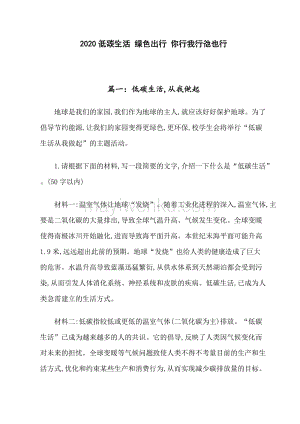 2020低碳生活 绿色出行 你行我行他也行
篇一：低碳生活,从我做起
地球是我们的家园,我们作为地球的主人,就应该好好保护地球。为了
倡导节约能源,让我们的家园变得更绿色,更环保,校学生会将举行“低碳
生活从我做起”的主题活动。
1.请根据下面的材料,写一段简要的文字,介绍一下什么是“低碳生活”
。(50字以内)
材料一:温室气体让地球“发烧”。随着工业化进程的深入,温室气体,主
要是二氧化碳的大量排动,导致全球气温升高、气候发生变化。全球变暖
使得南极冰川开始融化,进而导致海平面升高。本世纪末海平面可能升高
1.9米,远远超出此前的预期。地球“发烧”也给人类的健康造成了巨大
的危害。水温升高导致蓝藻迅猛繁衍,从供水体系到天然湖泊都会受到污
染,从而引发人体消化系统、神经系统和皮肤的疾病。低碳生活,已成为人
类急需建立的生活方式。
材料二:低碳指较低或更低的温室气体(二氧化碳为主)排放。“低碳
生活”已成为越来越多的人的共识。它的倡导,反映了人类因气候变化而
对未来的担忧。全球变暖等气候问题致使人类不得不考量目前的生产和生
活方式,优化和约束某些生产和消费行为,从而实现减少碳排放量的目标。